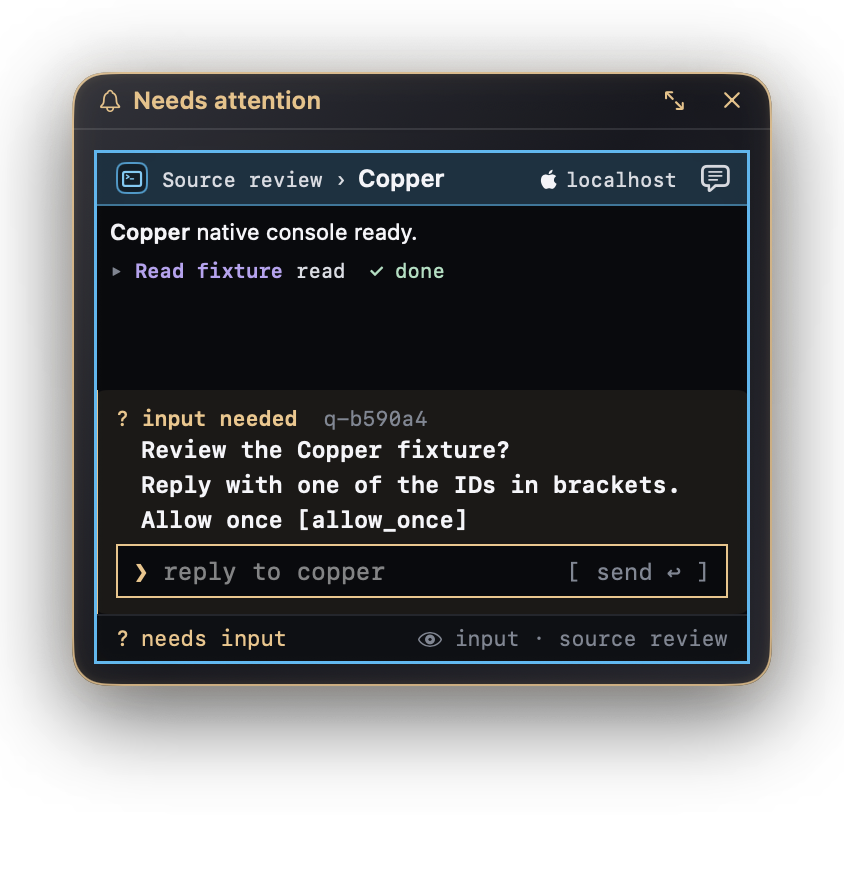 Needs attention
Source review › Copper localhost
Copper native console ready.
▸ Read fixture read ✓ done
? input needed q-b590a4
Review the Copper fixture?
Reply with one of the IDs in brackets.
Allow once [allow_once]
❯ reply to copper [ send ↩ ]
? needs input input · source review